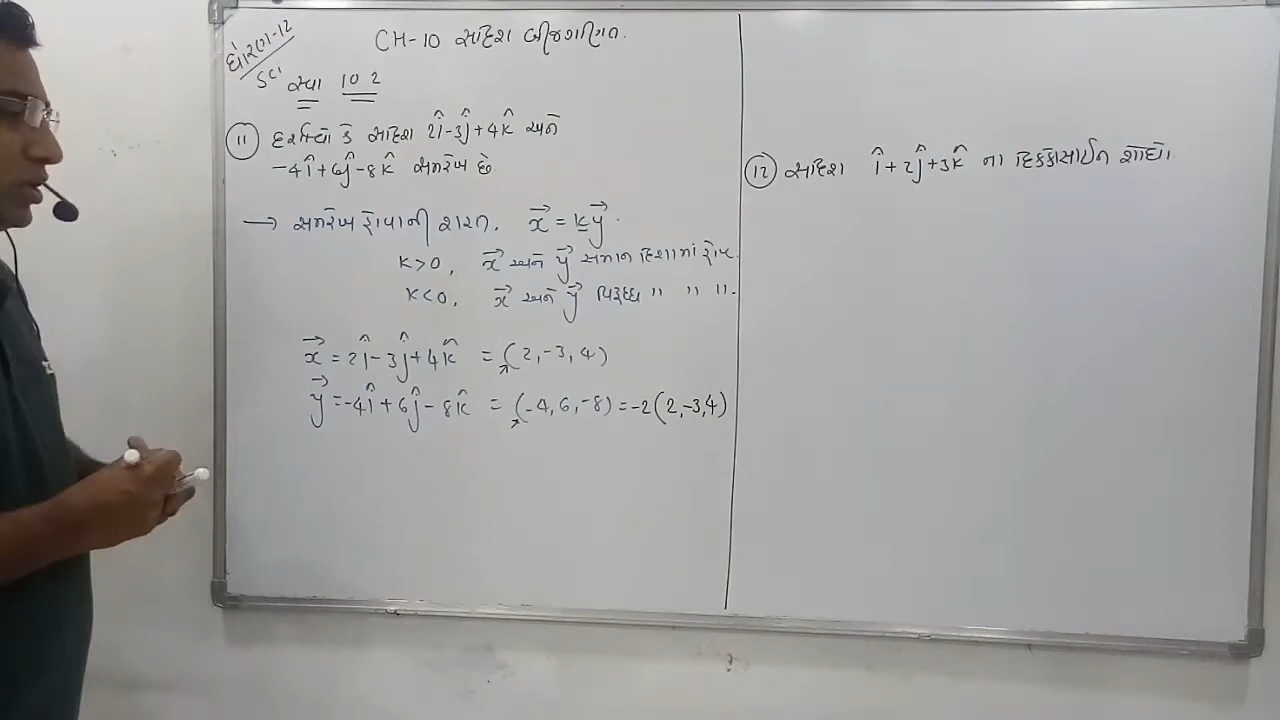 ધોરણ-12
Sci
CH-10 સદિશ બીજગણિત.
સ્વા 10.2
(11) દર્શાવો કે સદિશ 2î-3ĵ+4k̂ અને
-4î+6ĵ-8k̂ સમરેખ છે.
→ સમરેખ હોવાની શરત. x⃗ = ky⃗.
k>0, x⃗ અને y⃗ સમાન દિશામાં હોય.
k<0, x⃗ અને y⃗ વિરુધ્ધ " " ".
x⃗ = 2î-3ĵ+4k̂ = (2,-3,4)
y⃗ = -4î+6ĵ-8k̂ = (-4,6,-8) = -2(2,-3,4)
(12) સદિશ î+2ĵ+3k̂ ના દિકકોસાઈન શોધો.